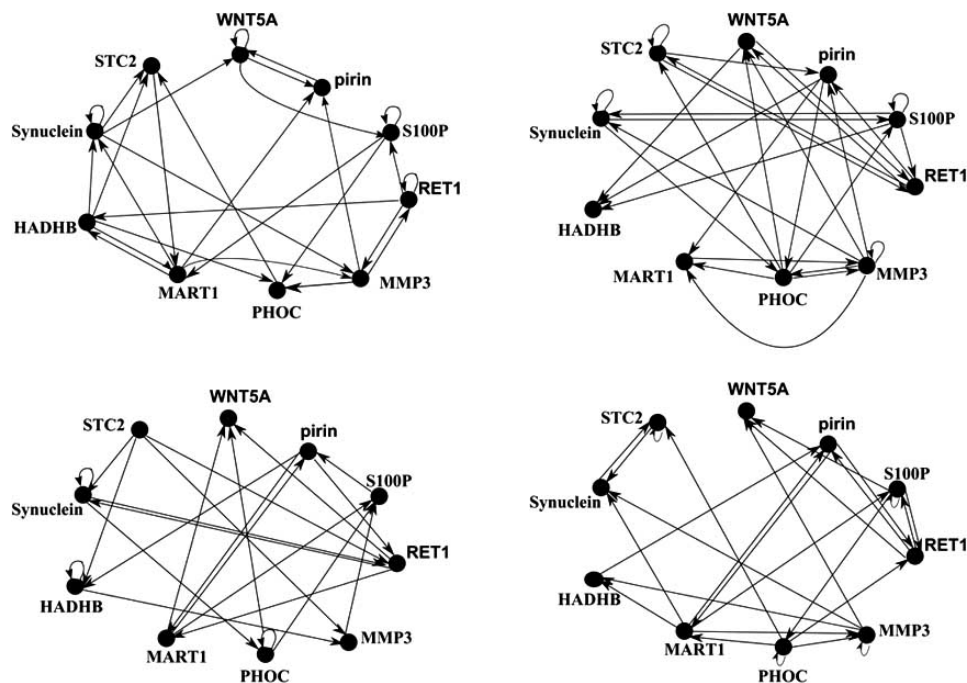 WNT5A
STC2
pirin
Synuclein
S100P
RET1
HADHB
MART1
MMP3
PHOC
WNT5A
STC2
pirin
Synuclein
S100P
RET1
HADHB
MART1
MMP3
PHOC
WNT5A
STC2
pirin
S100P
Synuclein
RET1
HADHB
MART1
MMP3
PHOC
WNT5A
STC2
pirin
S100P
Synuclein
RET1
HADHB
MART1
MMP3
PHOC